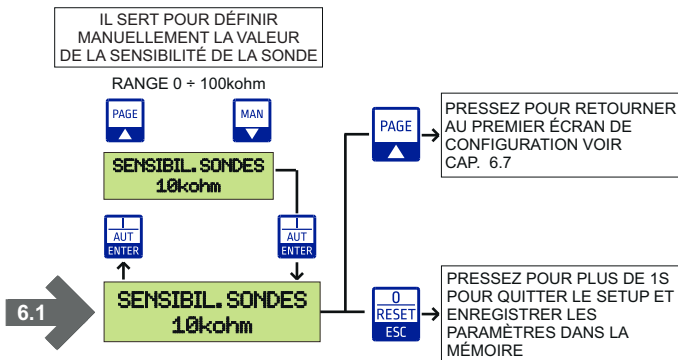 IL SERT POUR DÉFINIR
MANUELLEMENT LA VALEUR
DE LA SENSIBILITÉ DE LA SONDE
RANGE 0 ÷ 100kohm
PAGE
MAN
SENSIBIL.SONDES
10kohm
I
AUT
ENTER
I
AUT
ENTER
6.1
SENSIBIL.SONDES
10kohm
PAGE
PRESSEZ POUR RETOURNER
AU PREMIER ÉCRAN DE
CONFIGURATION VOIR
CAP. 6.7
0
RESET
ESC
PRESSEZ POUR PLUS DE 1S
POUR QUITTER LE SETUP ET
ENREGISTRER LES
PARAMÈTRES DANS LA
MÉMOIRE